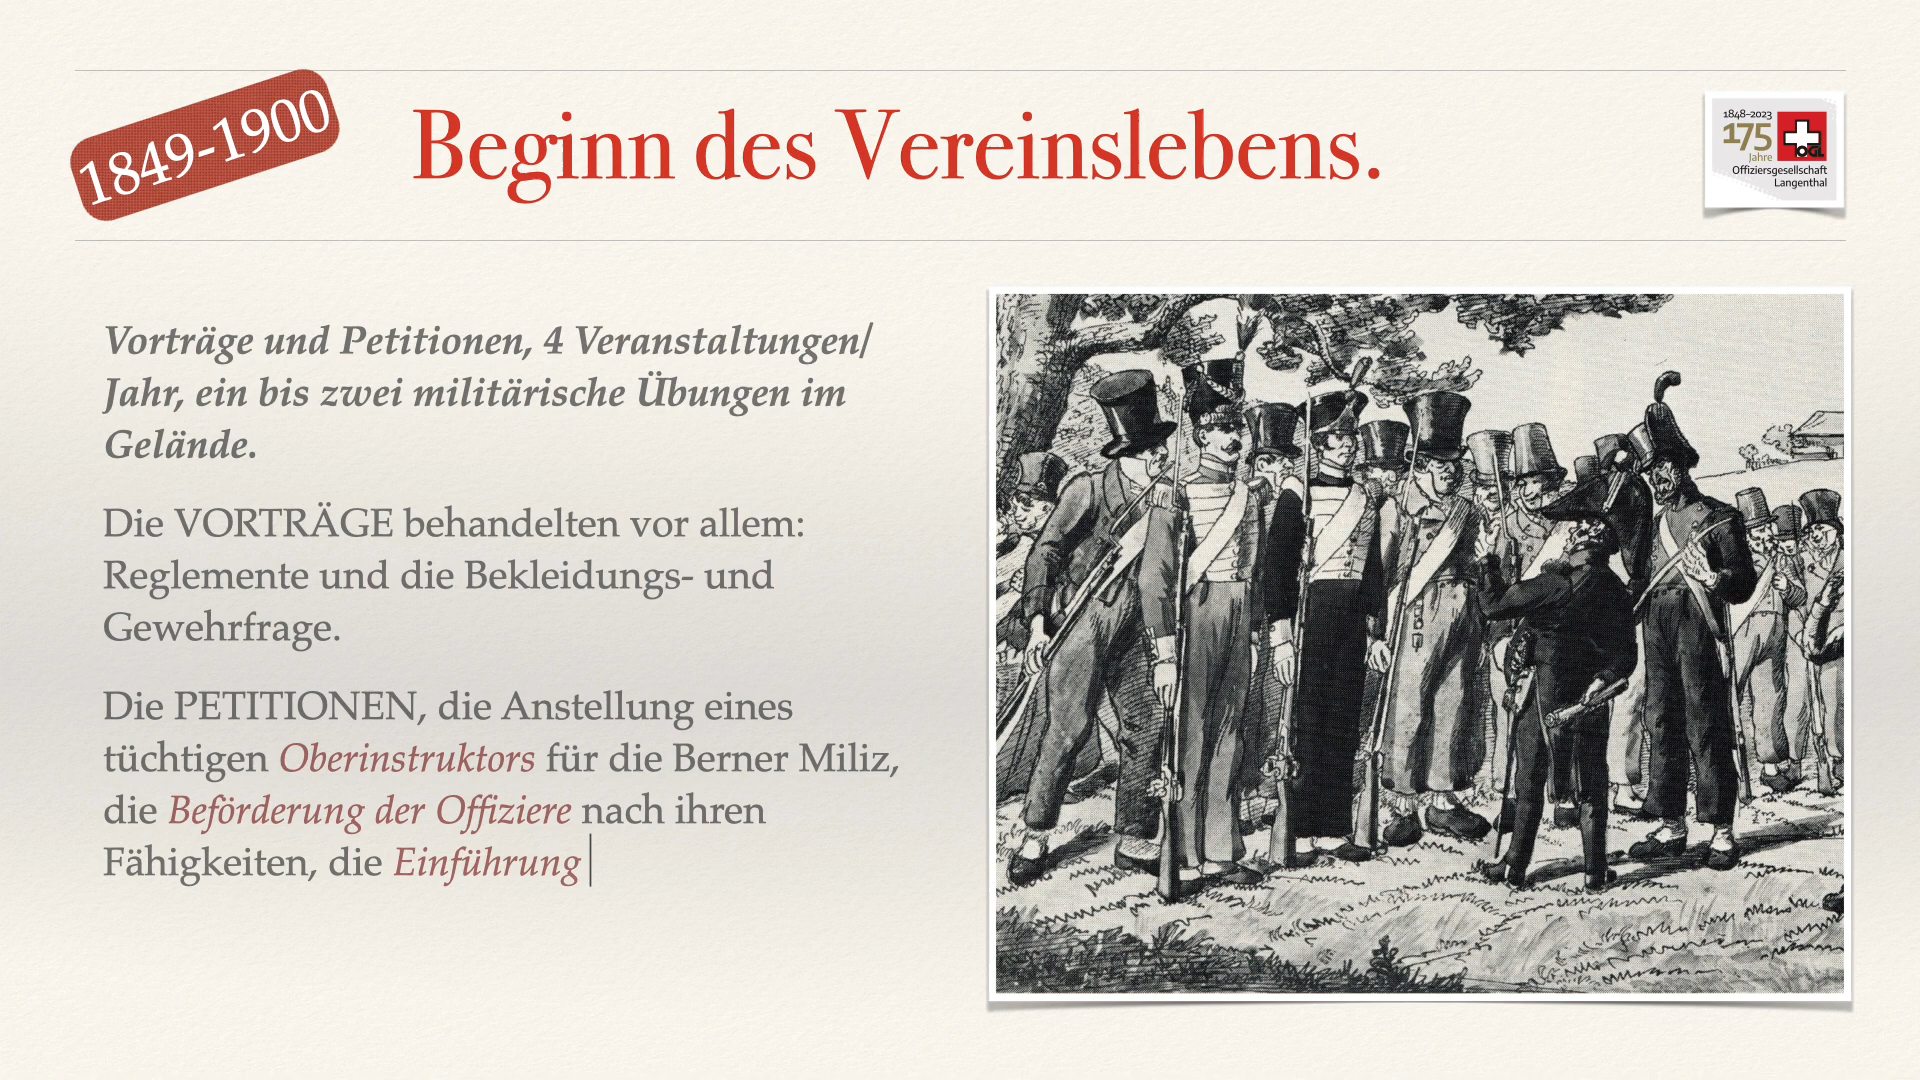 1849-1900
Beginn des Vereinslebens.
1848–2023
175
Jahre
OGL
Offiziersgesellschaft
Langenthal
Vorträge und Petitionen, 4 Veranstaltungen/
Jahr, ein bis zwei militärische Übungen im
Gelände.
Die VORTRÄGE behandelten vor allem:
Reglemente und die Bekleidungs- und
Gewehrfrage.
Die PETITIONEN, die Anstellung eines
tüchtigen Oberinstruktors für die Berner Miliz,
die Beförderung der Offiziere nach ihren
Fähigkeiten, die Einführung